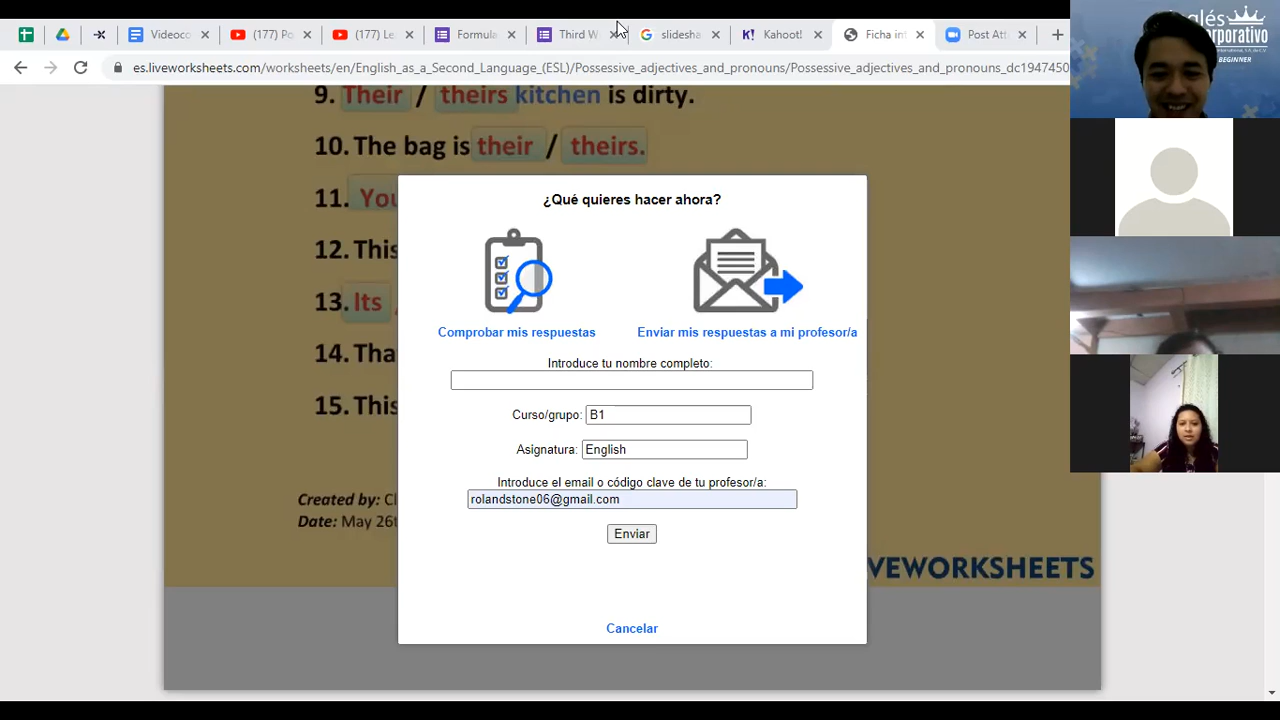 Videoco
(177) Po
(177) Le
Formula
Third W
slidesha
K! Kahoot!
Ficha int
Post Att
es.liveworksheets.com/worksheets/en/English_as_a_Second_Language_(ESL)/Possessive_adjectives_and_pronouns/Possessive_adjectives_and_pronouns_dc1947450
inglés
corporativo
BEGINNER
9. Their / theirs kitchen is dirty.
10. The bag is their / theirs.
11. You
12. This
13. Its
14. Tha
15. This
Created by: Cl
Date: May 26t
VEWORKSHEETS
¿Qué quieres hacer ahora?
Comprobar mis respuestas
Enviar mis respuestas a mi profesor/a
Introduce tu nombre completo:
Curso/grupo: B1
Asignatura: English
Introduce el email o código clave de tu profesor/a:
rolandstone06@gmail.com
Enviar
Cancelar